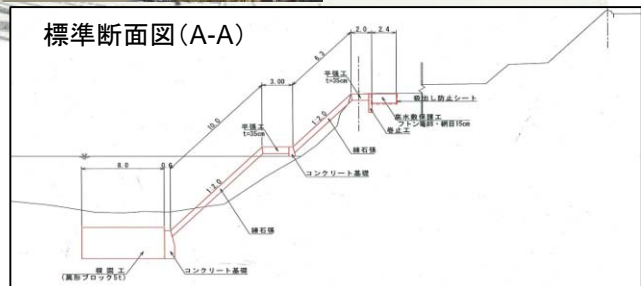 標準断面図(A-A)
2.0
2.4
6.3
3.00
平張工
t=35cm
吸出し防止シート
10.0
平張工
t=35cm
高水敷保護工
フトン篭師・網目15cm
巻止工
8.0
0.6
1:2.0
練石張
コンクリート基礎
1:2.0
練石張
根固工
(異形ブロック5t)
コンクリート基礎